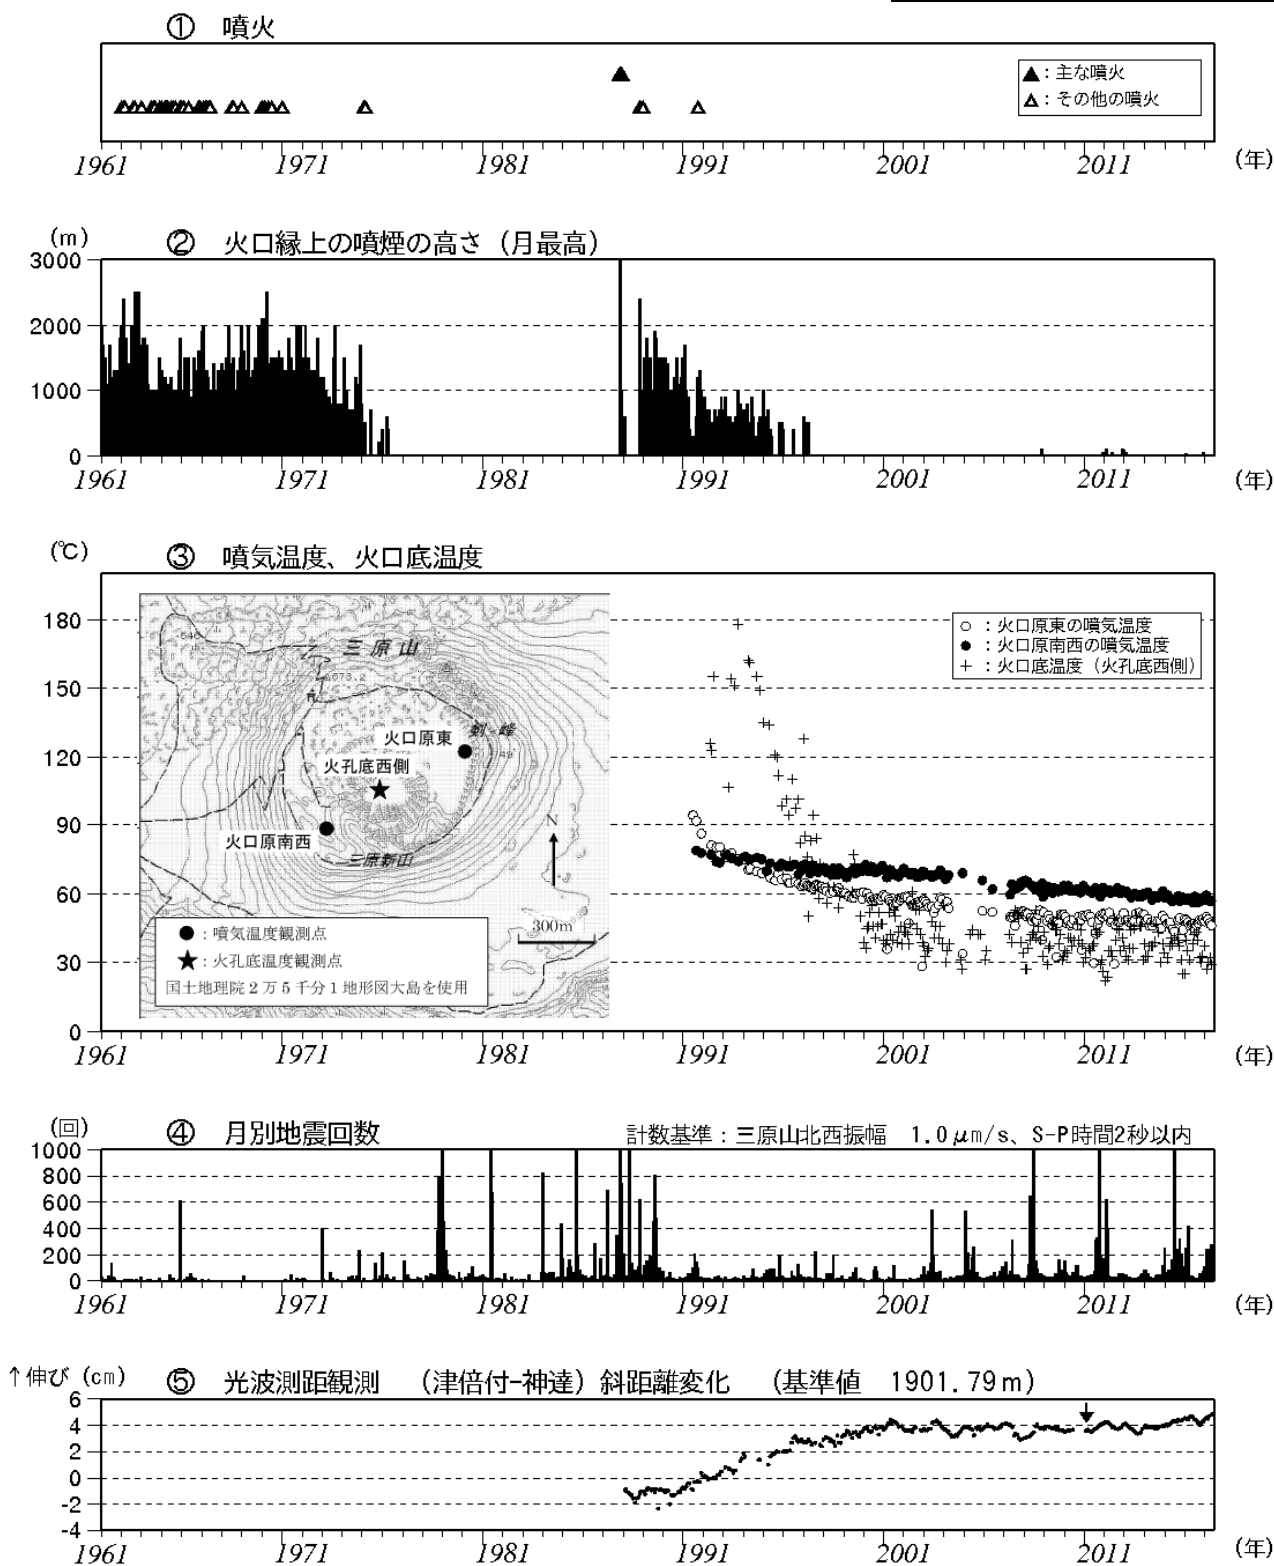 ① 噴火
▲：主な噴火
△：その他の噴火
1961 1971 1981 1991 2001 2011 (年)
(m) ② 火口縁上の噴煙の高さ（月最高）
3000
2000
1000
0
1961 1971 1981 1991 2001 2011 (年)
(℃) ③ 噴気温度、火口底温度
180
150
120
90
60
30
0
○ ：火口原東の噴気温度
● ：火口原南西の噴気温度
+ ：火口底温度（火孔底西側）
三原山
673.2
剣ヶ峰
火口原東
749
火孔底西側
火口原南西
三原新山
N
300m
●：噴気温度観測点
★：火孔底温度観測点
国土地理院２万５千分１地形図大島を使用
1961 1971 1981 1991 2001 2011 (年)
(回) ④ 月別地震回数 計数基準：三原山北西振幅 1.0μm/s、S-P時間2秒以内
1000
800
600
400
200
0
1961 1971 1981 1991 2001 2011 (年)
↑伸び (cm) ⑤ 光波測距観測 （津倍付-神達）斜距離変化 （基準値 1901.79m）
6
4
2
0
-2
-4
1961 1971 1981 1991 2001 2011 (年)